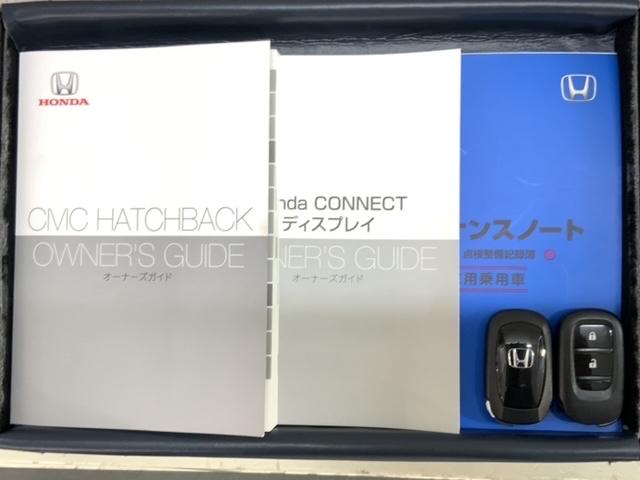 HONDA
CIVIC HATCHBACK
OWNER'S GUIDE
オーナーズガイド
nda CONNECT
ディスプレイ
NER'S GUIDE
オーナーズガイド
ナンスノート
点検整備記録簿
用乗用車